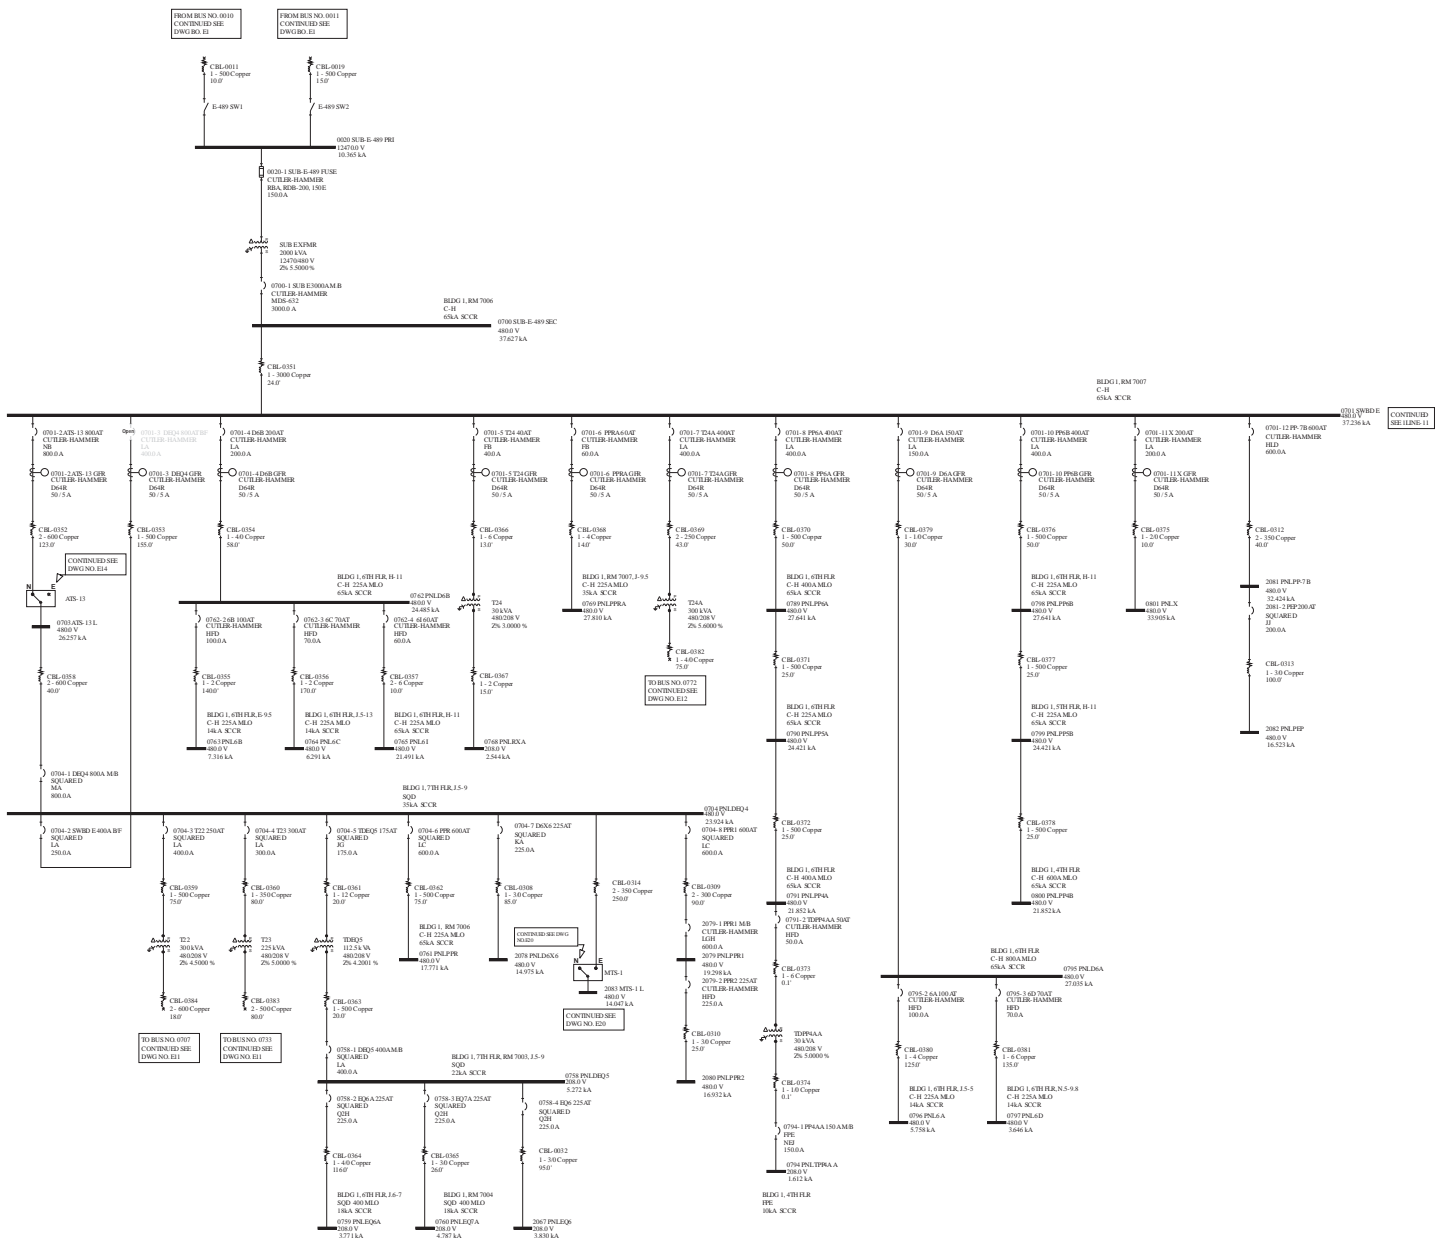 FROM BUS NO. 0010
CONTINUED SEE
DWG BO. E1
FROM BUS NO. 0011
CONTINUED SEE
DWG BO. E1
CBL-0011
1 - 500 Copper
10.0'
CBL-0019
1 - 500 Copper
15.0'
E-489 SW1
E-489 SW2
0020 SUB-E-489 PRI
12470.0 V
10.365 kA
0020-1 SUB-E-489 FUSE
CUTLER-HAMMER
RBA, RDB-200, 150E
150.0 A
SUB EXFMR
2000 kVA
12470/480 V
Z% 5.5000 %
0700-1 SUB E3000A M/B
CUTLER-HAMMER
MDS-632
3000.0 A
BLDG 1, RM 7006
C-H
65kA SCCR
0700 SUB-E-489 SEC
480.0 V
37.627 kA
CBL-0351
1 - 3000 Copper
24.0'
BLDG 1, RM 7007
C-H
65kA SCCR
0701 SWBD E
480.0 V
37.236 kA
CONTINUED
SEE 1LINE-11
0701-2 ATS-13 800AT
CUTLER-HAMMER
NB
800.0 A
Open
0701-3 DEQ4 800AT B/F
CUTLER-HAMMER
LA
400.0 A
0701-4 D6B 200AT
CUTLER-HAMMER
LA
200.0 A
0701-5 T24 40AT
CUTLER-HAMMER
FB
40.0 A
0701-6 PPRA 60AT
CUTLER-HAMMER
FB
60.0 A
0701-7 T24A 400AT
CUTLER-HAMMER
LA
400.0 A
0701-8 PP6A 400AT
CUTLER-HAMMER
LA
400.0 A
0701-9 D6A 150AT
CUTLER-HAMMER
LA
150.0 A
0701-10 PP6B 400AT
CUTLER-HAMMER
LA
400.0 A
0701-11 X 200AT
CUTLER-HAMMER
LA
200.0 A
0701-12 PP-7B 600AT
CUTLER-HAMMER
HLD
600.0 A
0701-2 ATS-13 GFR
CUTLER-HAMMER
D64R
50 / 5 A
0701-3 DEQ4 GFR
CUTLER-HAMMER
D64R
50 / 5 A
0701-4 D6B GFR
CUTLER-HAMMER
D64R
50 / 5 A
0701-5 T24 GFR
CUTLER-HAMMER
D64R
50 / 5 A
0701-6 PPRA GFR
CUTLER-HAMMER
D64R
50 / 5 A
0701-7 T24A GFR
CUTLER-HAMMER
D64R
50 / 5 A
0701-8 PP6A GFR
CUTLER-HAMMER
D64R
50 / 5 A
0701-9 D6A GFR
CUTLER-HAMMER
D64R
50 / 5 A
0701-10 PP6B GFR
CUTLER-HAMMER
D64R
50 / 5 A
0701-11X GFR
CUTLER-HAMMER
D64R
50 / 5 A
CBL-0352
2 - 600 Copper
123.0'
CBL-0353
1 - 500 Copper
155.0'
CBL-0354
1 - 4/0 Copper
58.0'
CBL-0366
1 - 6 Copper
13.0'
CBL-0368
1 - 4 Copper
14.0'
CBL-0369
2 - 250 Copper
43.0'
CBL-0370
1 - 500 Copper
50.0'
CBL-0379
1 - 1/0 Copper
30.0'
CBL-0376
1 - 500 Copper
50.0'
CBL-0375
1 - 2/0 Copper
10.0'
CBL-0312
2 - 350 Copper
40.0'
CONTINUED SEE
DWG NO. E14
N E
ATS-13
0703 ATS-13 L
480.0 V
26.257 kA
BLDG 1, 6TH FLR, H-11
C-H 225A MLO
65kA SCCR
0762 PNLD6B
480.0 V
24.485 kA
T24
30 kVA
480/208 V
Z% 3.0000 %
BLDG 1, RM 7007, J-9.5
C-H 225A MLO
35kA SCCR
0769 PNLPPRA
480.0 V
27.810 kA
T24A
300 kVA
480/208 V
Z% 5.6000 %
BLDG 1, 6TH FLR
C-H 400A MLO
65kA SCCR
0789 PNLPP6A
480.0 V
27.641 kA
BLDG 1, 6TH FLR, H-11
C-H 225A MLO
65kA SCCR
0798 PNLPP6B
480.0 V
27.641 kA
0801 PNLX
480.0 V
33.905 kA
2081 PNLPP-7B
480.0 V
32.424 kA
2081-2 PEP 200 AT
SQUARED
JJ
200.0 A
0762-2 6B 100AT
CUTLER-HAMMER
HFD
100.0 A
0762-3 6C 70AT
CUTLER-HAMMER
HFD
70.0 A
0762-4 6I 60AT
CUTLER-HAMMER
HFD
60.0 A
CBL-0358
2 - 600 Copper
40.0'
CBL-0355
1 - 2 Copper
140.0'
CBL-0356
1 - 2 Copper
170.0'
CBL-0357
2 - 6 Copper
10.0'
CBL-0367
1 - 2 Copper
15.0'
CBL-0382
1 - 4/0 Copper
75.0'
CBL-0371
1 - 500 Copper
25.0'
CBL-0377
1 - 500 Copper
25.0'
CBL-0313
1 - 3/0 Copper
100.0'
TO BUS NO. 0772
CONTINUED SEE
DWG NO. E12
BLDG 1, 6TH FLR, E-9.5
C-H 225A MLO
14kA SCCR
0763 PNL6B
480.0 V
7.316 kA
BLDG 1, 6TH FLR, J.5-13
C-H 225A MLO
14kA SCCR
0764 PNL6C
480.0 V
6.291 kA
BLDG 1, 6TH FLR, H-11
C-H 225A MLO
65kA SCCR
0765 PNL6I
480.0 V
21.491 kA
0768 PNLRXA
208.0 V
2.544 kA
BLDG 1, 6TH FLR
C-H 225A MLO
65kA SCCR
0790 PNLPP5A
480.0 V
24.421 kA
BLDG 1, 5TH FLR, H-11
C-H 225A MLO
65kA SCCR
0799 PNLPP5B
480.0 V
24.421 kA
2082 PNLPEP
480.0 V
16.523 kA
0704-1 DEQ4 800A M/B
SQUARED
MA
800.0 A
BLDG 1, 7TH FLR, J.5-9
SQD
35kA SCCR
0704 PNLDEQ4
480.0 V
23.924 kA
0704-2 SWBD E 400A B/F
SQUARED
LA
250.0 A
0704-3 T22 250AT
SQUARED
LA
400.0 A
0704-4 T23 300AT
SQUARED
LA
300.0 A
0704-5 TDEQ5 175AT
SQUARED
JG
175.0 A
0704-6 PPR 600AT
SQUARED
LC
600.0 A
0704-7 D6X6 225AT
SQUARED
KA
225.0 A
0704-8 PPR1 600AT
SQUARED
LC
600.0 A
CBL-0372
1 - 500 Copper
25.0'
CBL-0378
1 - 500 Copper
25.0'
CBL-0359
1 - 500 Copper
75.0'
CBL-0360
1 - 350 Copper
80.0'
CBL-0361
1 - 12 Copper
20.0'
CBL-0362
1 - 500 Copper
75.0'
CBL-0308
1 - 3/0 Copper
85.0'
CBL-0314
2 - 350 Copper
250.0'
CBL-0309
2 - 300 Copper
90.0'
BLDG 1, 6TH FLR
C-H 400A MLO
65kA SCCR
0791 PNLPP4A
480.0 V
21.852 kA
BLDG 1, 4TH FLR
C-H 600A MLO
65kA SCCR
0800 PNLPP4B
480.0 V
21.852 kA
T22
300 kVA
480/208 V
Z% 4.5000 %
T23
225 kVA
480/208 V
Z% 5.0000 %
TDEQ5
112.5 kVA
480/208 V
Z% 4.2001 %
BLDG 1, RM 7006
C-H 225A MLO
65kA SCCR
0761 PNLPPR
480.0 V
17.771 kA
2078 PNLD6X6
480.0 V
14.975 kA
CONTINUED SEE DWG
NO.E20
N E
MTS-1
2083 MTS-1 L
480.0 V
14.047 kA
CONTINUED SEE
DWG NO. E20
2079-1 PPR1 M/B
CUTLER-HAMMER
LGH
600.0 A
2079 PNLPPR1
480.0 V
19.298 kA
2079-2 PPR2 225AT
CUTLER-HAMMER
HFD
225.0 A
0791-2 TDPP4AA 50AT
CUTLER-HAMMER
HFD
50.0 A
CBL-0373
1 - 6 Copper
0.1'
BLDG 1, 6TH FLR
C-H 800A MLO
65kA SCCR
0795 PNLD6A
480.0 V
27.035 kA
CBL-0384
2 - 600 Copper
18.0'
CBL-0383
2 - 500 Copper
80.0'
CBL-0363
1 - 500 Copper
20.0'
0795-2 6A 100AT
CUTLER-HAMMER
HFD
100.0 A
0795-3 6D 70AT
CUTLER-HAMMER
HFD
70.0 A
TO BUS NO. 0707
CONTINUED SEE
DWG NO. E11
TO BUS NO. 0733
CONTINUED SEE
DWG NO. E11
CBL-0310
1 - 3/0 Copper
25.0'
TDPP4AA
30 kVA
480/208 V
Z% 5.0000 %
0758-1 DEQ5 400A M/B
SQUARED
LA
400.0 A
BLDG 1, 7TH FLR, RM 7003, J.5-9
SQD
22kA SCCR
0758 PNLDEQ5
208.0 V
5.272 kA
2080 PNLPPR2
480.0 V
16.932 kA
CBL-0374
1 - 1/0 Copper
0.1'
CBL-0380
1 - 4 Copper
125.0'
CBL-0381
1 - 6 Copper
135.0'
0758-2 EQ6A 225AT
SQUARED
Q2H
225.0 A
0758-3 EQ7A 225AT
SQUARED
Q2H
225.0 A
0758-4 EQ6 225AT
SQUARED
Q2H
225.0 A
BLDG 1, 6TH FLR, J.5-5
C-H 225A MLO
14kA SCCR
0796 PNL6A
480.0 V
5.758 kA
BLDG 1, 6TH FLR, N.5-9.8
C-H 225A MLO
14kA SCCR
0797 PNL6D
480.0 V
3.646 kA
0794-1 PP4AA 150A M/B
FPE
NEJ
150.0 A
CBL-0364
1 - 4/0 Copper
116.0'
CBL-0365
1 - 3/0 Copper
26.0'
CBL-0032
1 - 3/0 Copper
95.0'
0794 PNLTPP4A A
208.0 V
1.612 kA
BLDG 1, 4TH FLR
FPE
10kA SCCR
BLDG 1, 6TH FLR, J.6-7
SQD 400 MLO
18kA SCCR
0759 PNLEQ6A
208.0 V
3.771 kA
BLDG 1, RM 7004
SQD 400 MLO
18kA SCCR
0760 PNLEQ7A
208.0 V
4.787 kA
2067 PNLEQ6
208.0 V
3.830 kA